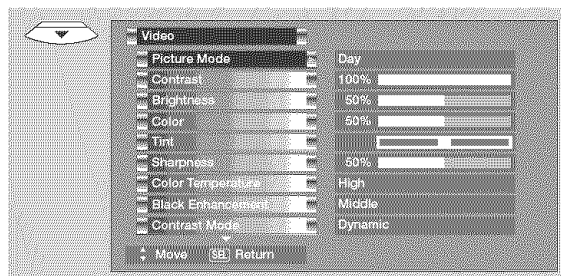 Video
Picture Mode Day
Contrast 100%
Brightness 50%
Color 50%
Tint
Sharpness 50%
Color Temperature High
Black Enhancement Middle
Contrast Mode Dynamic
Move SEL Return